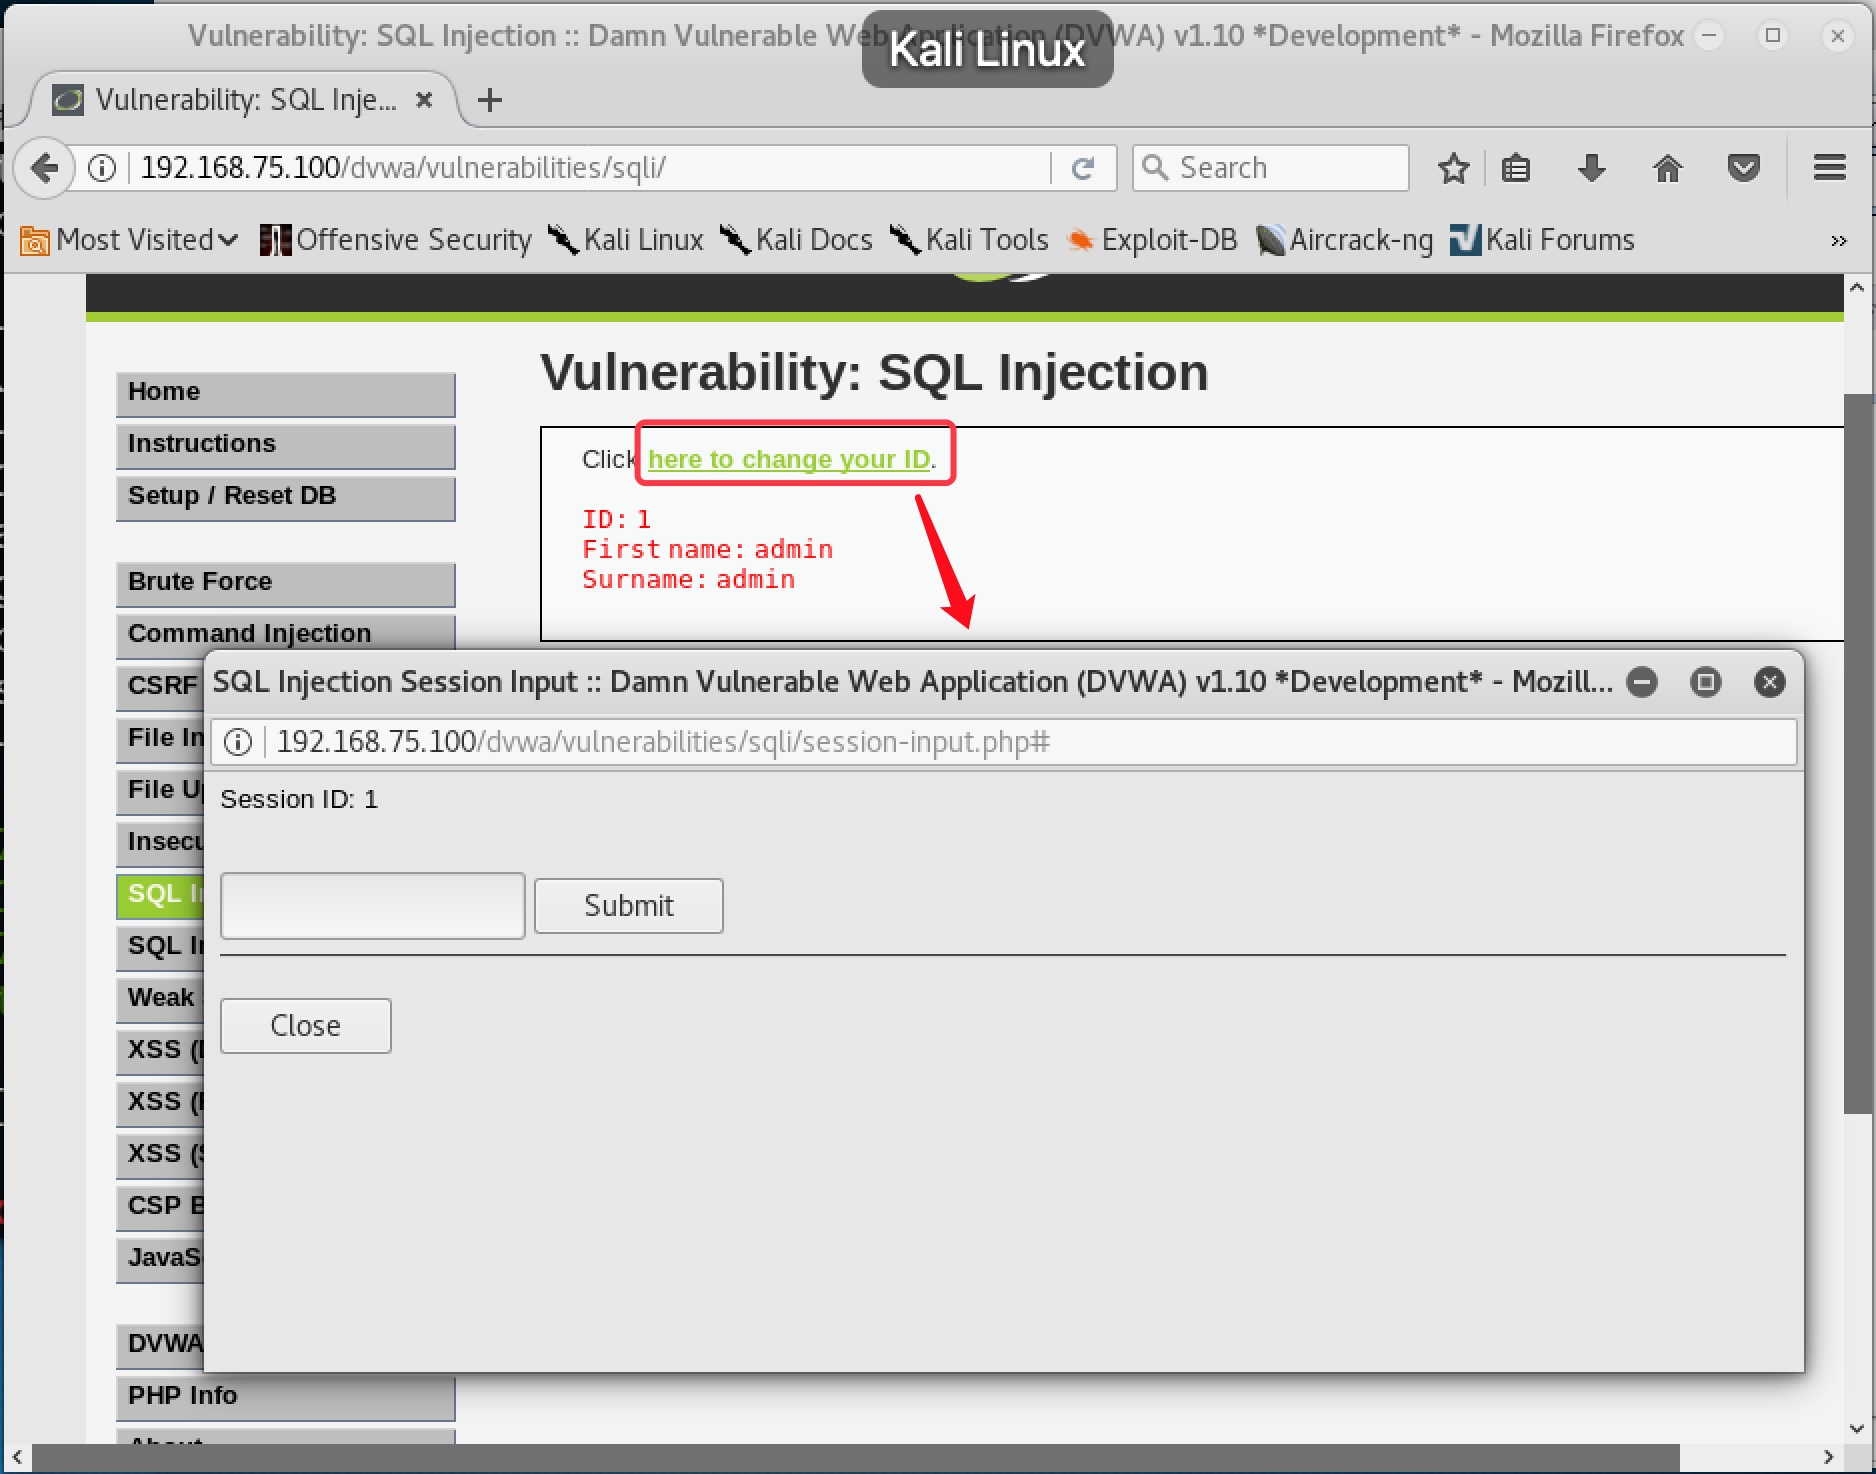 Vulnerability: SQL Injection :: Damn Vulnerable Web Application (DVWA) v1.10 *Development* - Mozilla Firefox
Kali Linux
Vulnerability: SQL Inje...
192.168.75.100/dvwa/vulnerabilities/sqli/
Search
Most Visited Offensive Security Kali Linux Kali Docs Kali Tools Exploit-DB Aircrack-ng Kali Forums
Home
Instructions
Setup / Reset DB
Brute Force
Command Injection
CSRF
File In
File U
Insecu
SQL I
SQL I
Weak
XSS (
XSS (
XSS (
CSP B
JavaS
DVWA
PHP Info
About
Vulnerability: SQL Injection
Click here to change your ID.
ID: 1
First name: admin
Surname: admin
SQL Injection Session Input :: Damn Vulnerable Web Application (DVWA) v1.10 *Development* - Mozill...
192.168.75.100/dvwa/vulnerabilities/sqli/session-input.php#
Session ID: 1
Submit
Close